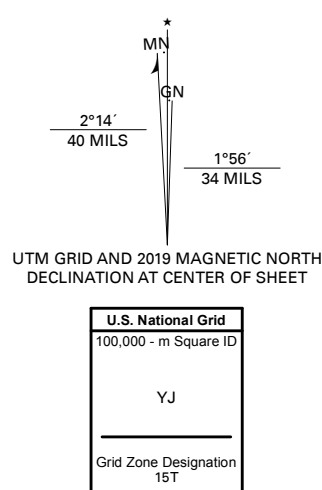 MN
GN
2°14´
40 MILS
1°56´
34 MILS
UTM GRID AND 2019 MAGNETIC NORTH
DECLINATION AT CENTER OF SHEET
U.S. National Grid
100,000 - m Square ID
YJ
Grid Zone Designation
15T